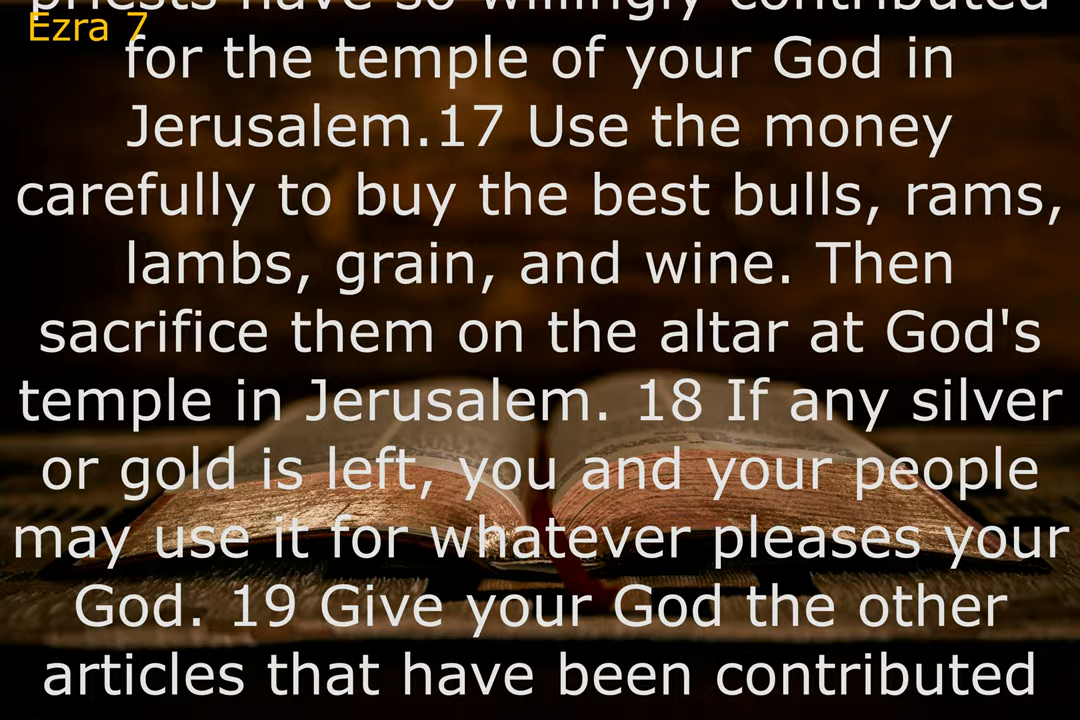 priests have so willingly contributed
Ezra 7
for the temple of your God in
Jerusalem.17 Use the money
carefully to buy the best bulls, rams,
lambs, grain, and wine. Then
sacrifice them on the altar at God's
temple in Jerusalem. 18 If any silver
or gold is left, you and your people
may use it for whatever pleases your
God. 19 Give your God the other
articles that have been contributed